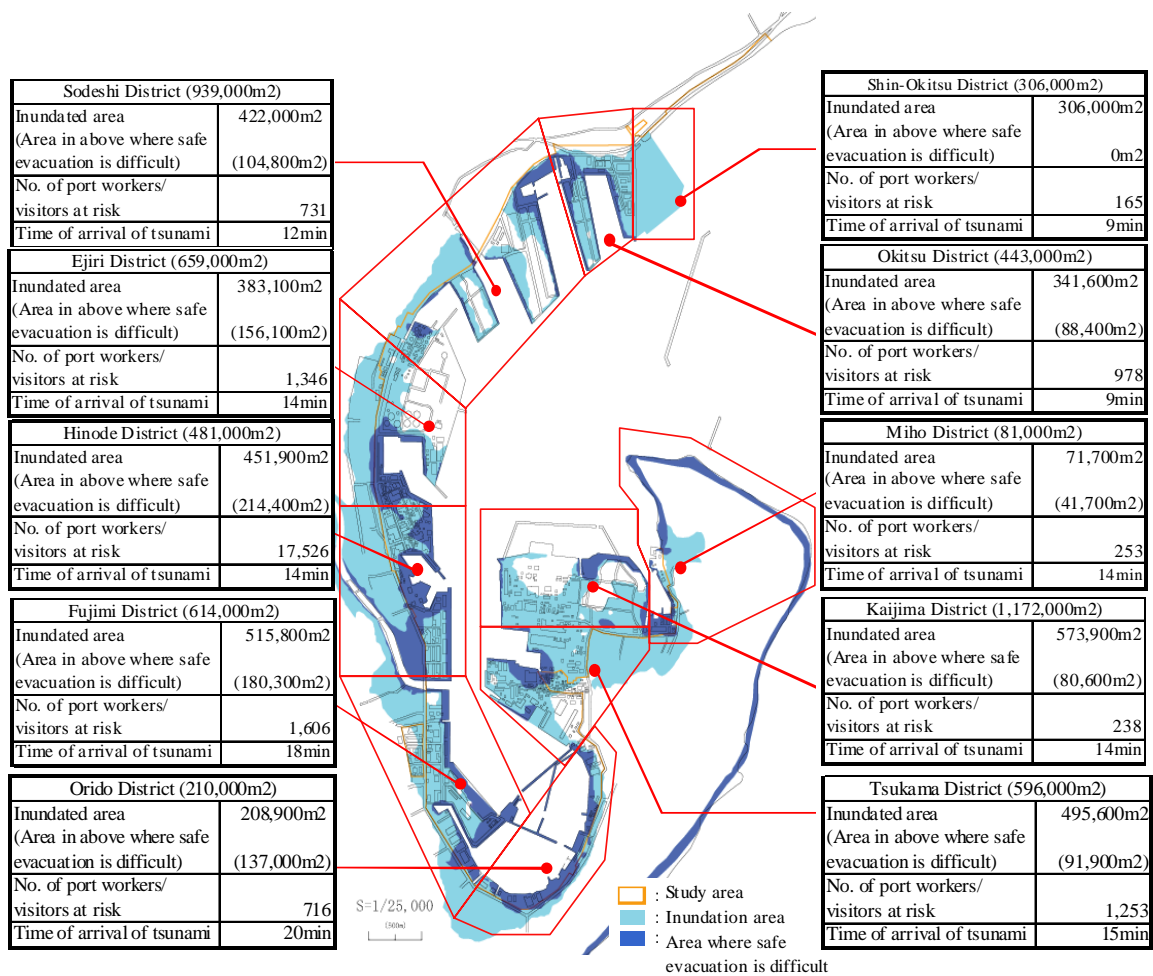 Sodeshi District (939,000m2)
Inundated area 422,000m2
(Area in above where safe
evacuation is difficult) (104,800m2)
No. of port workers/
visitors at risk 731
Time of arrival of tsunami 12min
Ejiri District (659,000m2)
Inundated area 383,100m2
(Area in above where safe
evacuation is difficult) (156,100m2)
No. of port workers/
visitors at risk 1,346
Time of arrival of tsunami 14min
Hinode District (481,000m2)
Inundated area 451,900m2
(Area in above where safe
evacuation is difficult) (214,400m2)
No. of port workers/
visitors at risk 17,526
Time of arrival of tsunami 14min
Fujimi District (614,000m2)
Inundated area 515,800m2
(Area in above where safe
evacuation is difficult) (180,300m2)
No. of port workers/
visitors at risk 1,606
Time of arrival of tsunami 18min
Orido District (210,000m2)
Inundated area 208,900m2
(Area in above where safe
evacuation is difficult) (137,000m2)
No. of port workers/
visitors at risk 716
Time of arrival of tsunami 20min
Shin-Okitsu District (306,000m2)
Inundated area 306,000m2
(Area in above where safe
evacuation is difficult) 0m2
No. of port workers/
visitors at risk 165
Time of arrival of tsunami 9min
Okitsu District (443,000m2)
Inundated area 341,600m2
(Area in above where safe
evacuation is difficult) (88,400m2)
No. of port workers/
visitors at risk 978
Time of arrival of tsunami 9min
Miho District (81,000m2)
Inundated area 71,700m2
(Area in above where safe
evacuation is difficult) (41,700m2)
No. of port workers/
visitors at risk 253
Time of arrival of tsunami 14min
Kaijima District (1,172,000m2)
Inundated area 573,900m2
(Area in above where safe
evacuation is difficult) (80,600m2)
No. of port workers/
visitors at risk 238
Time of arrival of tsunami 14min
Tsukama District (596,000m2)
Inundated area 495,600m2
(Area in above where safe
evacuation is difficult) (91,900m2)
No. of port workers/
visitors at risk 1,253
Time of arrival of tsunami 15min
S=1/25,000
(500m)
: Study area
: Inundation area
: Area where safe
evacuation is difficult